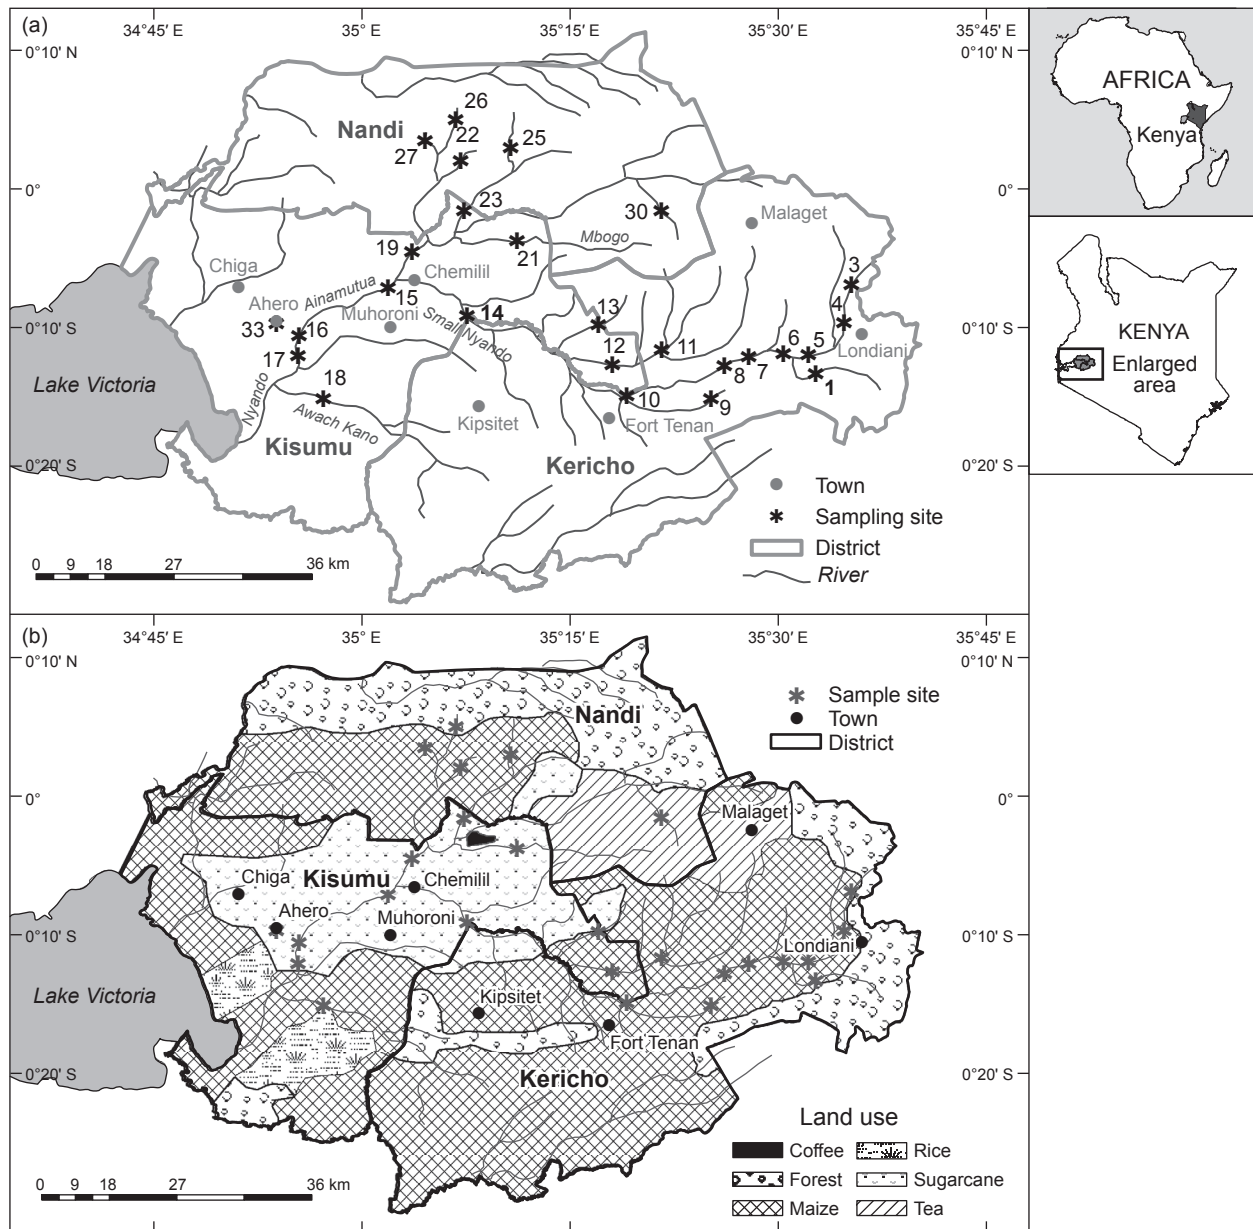 (a)
34°45' E 35° E 35°15' E 35°30' E 35°45' E
0°10' N 0°10' N
26
Nandi 22 25
27
0° 23 30 Malaget 0°
19 Mbogo
21
Chiga Chemilil 3
Ainamutua 15
Ahero Muhoroni 14 13 4
0°10' S 33 16 Small Nyando 6 5 0°10' S
17 12 11 Londiani
8 7 1
Lake Victoria 18 10 9
Nyando Awach Kano Kipsitet Fort Tenan
Kisumu Kericho
0°20' S 0°20' S
Town
Sampling site
District
River
0 9 18 27 36 km
AFRICA
Kenya
KENYA
Enlarged
area
(b)
34°45' E 35° E 35°15' E 35°30' E 35°45' E
0°10' N 0°10' N
Sample site
Nandi Town
District
0° 0°
Malaget
Chiga Kisumu Chemilil
Ahero Muhoroni
0°10' S Londiani 0°10' S
Lake Victoria Kipsitet
Fort Tenan
0°20' S Kericho 0°20' S
Land use
Coffee Rice
Forest Sugarcane
Maize Tea
0 9 18 27 36 km